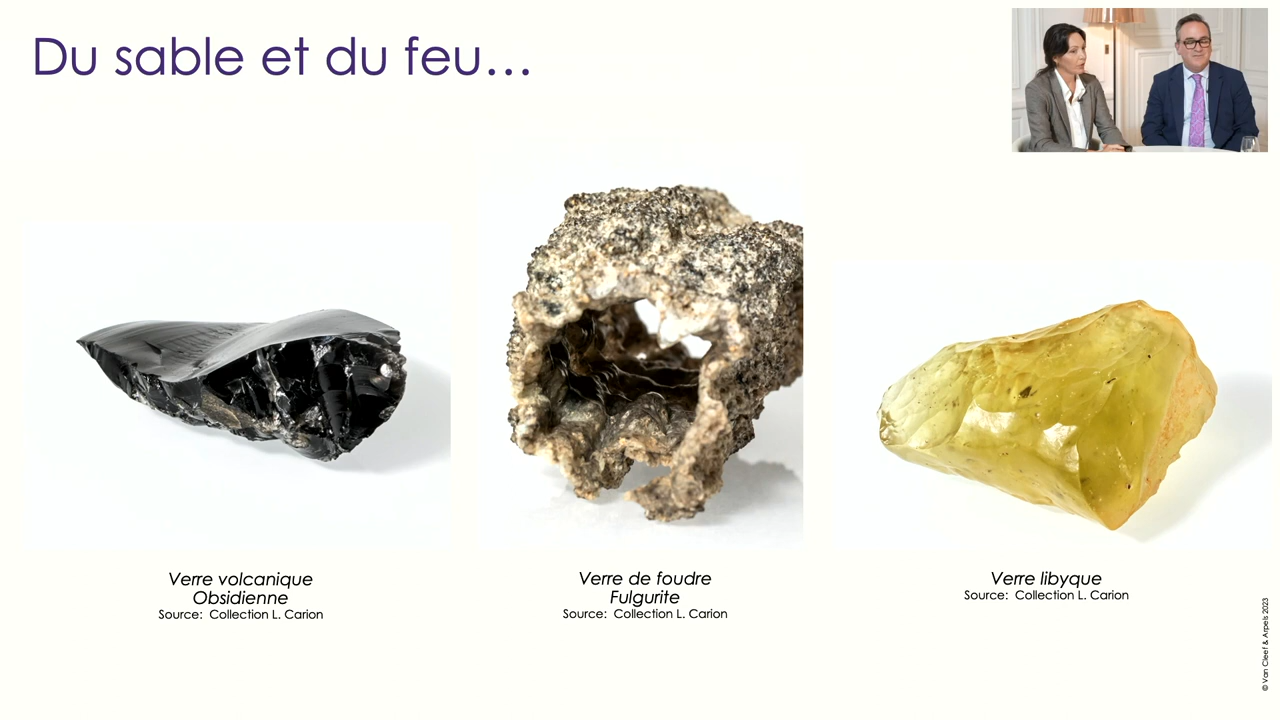 Du sable et du feu...
Verre volcanique
Obsidienne
Source: Collection L. Carion
Verre de foudre
Fulgurite
Source: Collection L. Carion
Verre libyque
Source: Collection L. Carion
© Van Cleef & Arpels 2023